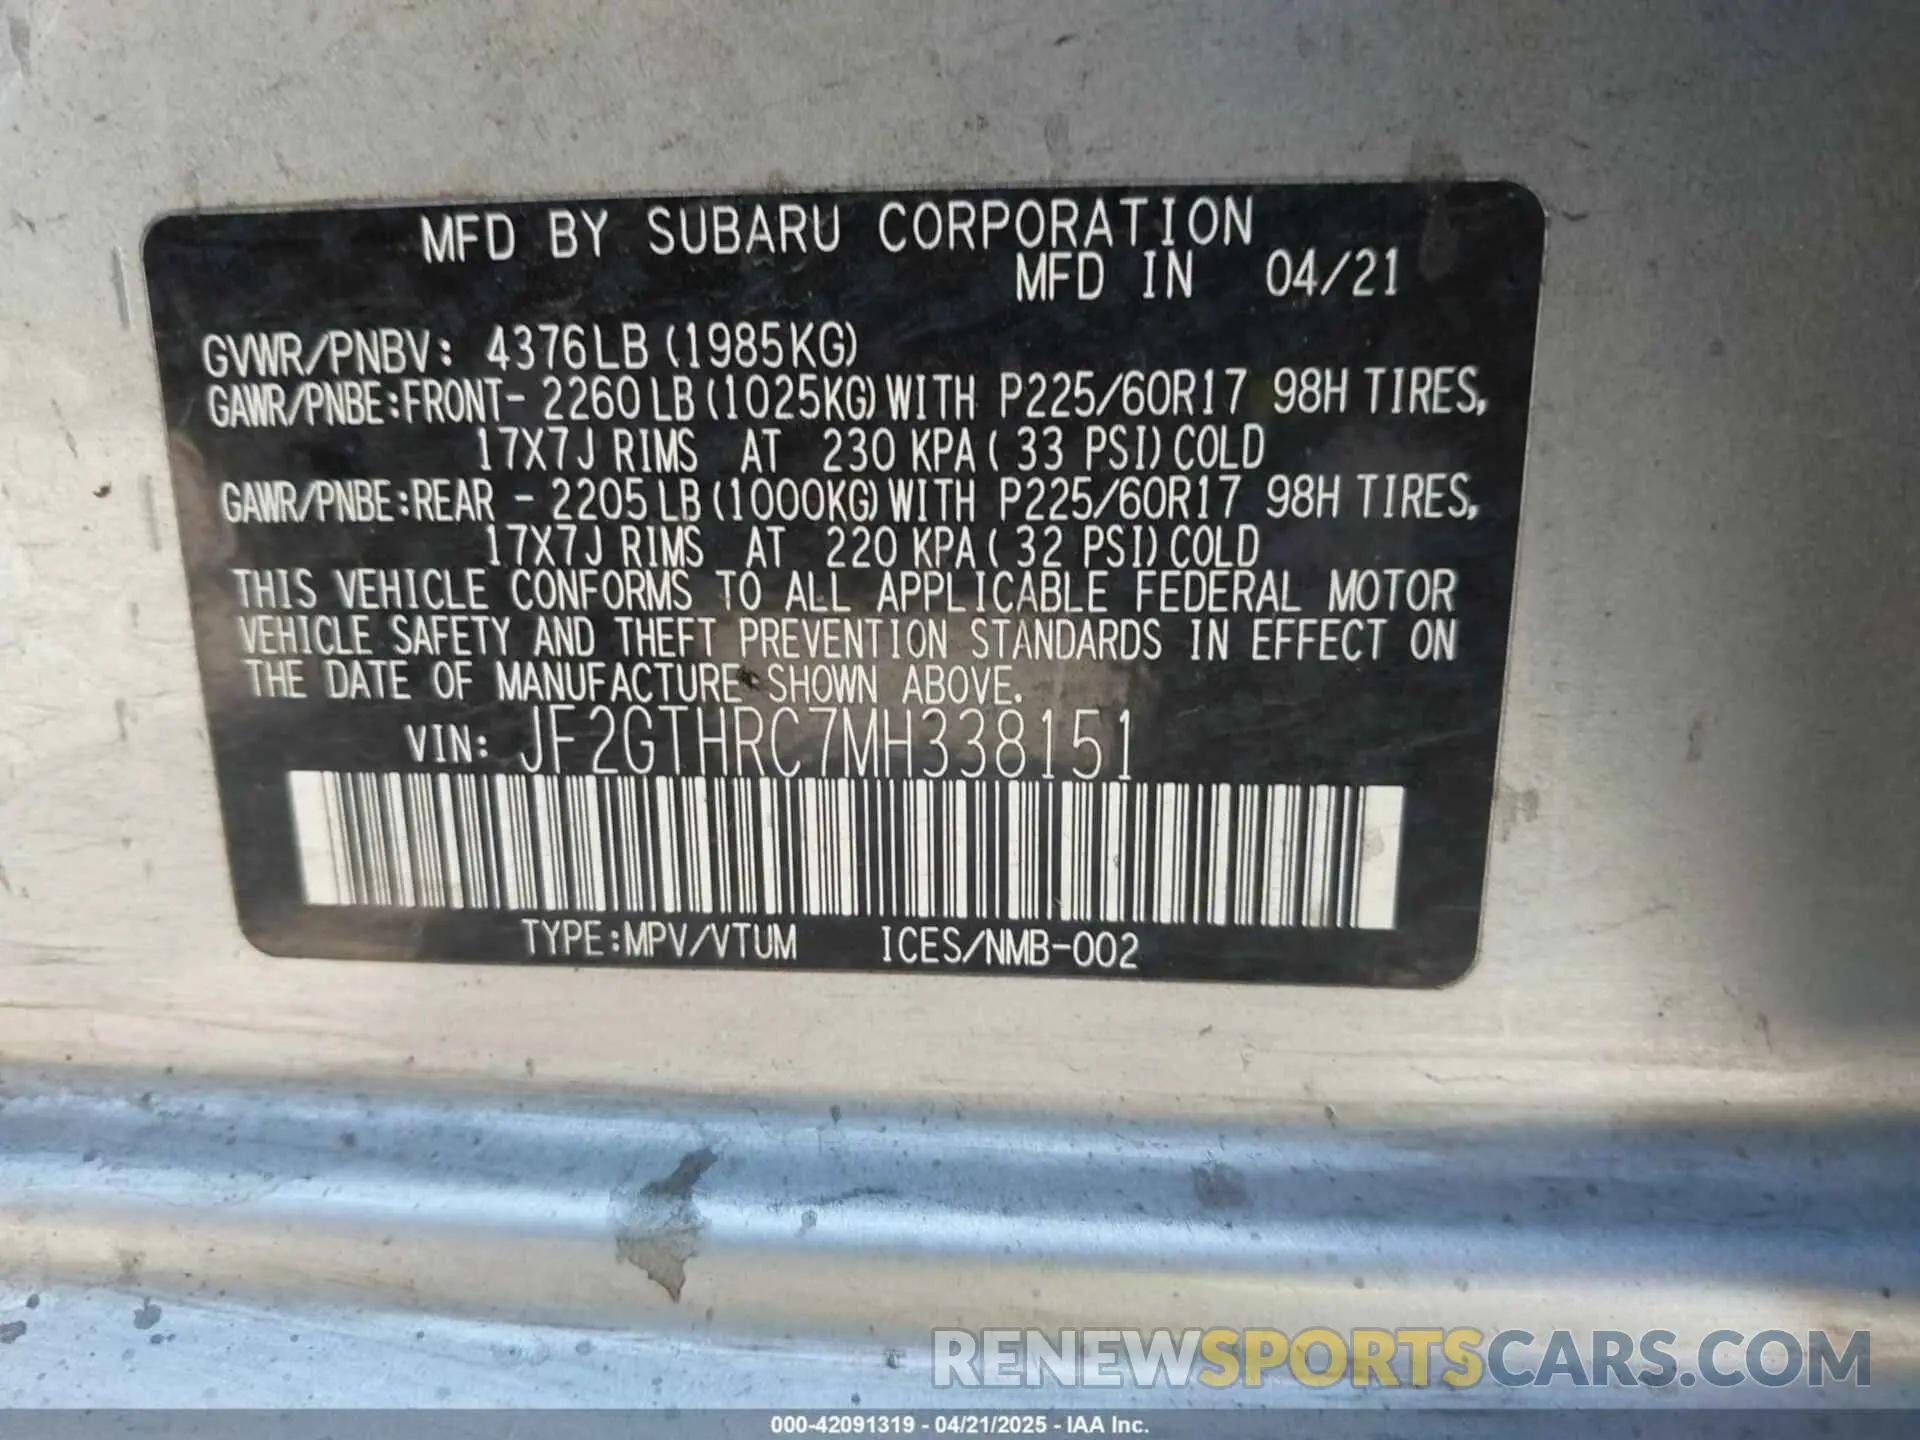 MFD BY SUBARU CORPORATION
MFD IN 04/21
GVWR/PNBV: 4376LB (1985KG)
GAWR/PNBE:FRONT- 2260LB (1025KG) WITH P225/60R17 98H TIRES,
17X7J RIMS AT 230 KPA ( 33 PSI) COLD
GAWR/PNBE:REAR - 2205LB (1000KG) WITH P225/60R17 98H TIRES,
17X7J RIMS AT 220 KPA ( 32 PSI) COLD
THIS VEHICLE CONFORMS TO ALL APPLICABLE FEDERAL MOTOR
VEHICLE SAFETY AND THEFT PREVENTION STANDARDS IN EFFECT ON
THE DATE OF MANUFACTURE SHOWN ABOVE.
VIN: JF2GTHRC7MH338151
TYPE:MPV/VTUM ICES/NMB-002
RENEWSPORTSCARS.COM
000-42091319 - 04/21/2025 - IAA Inc.